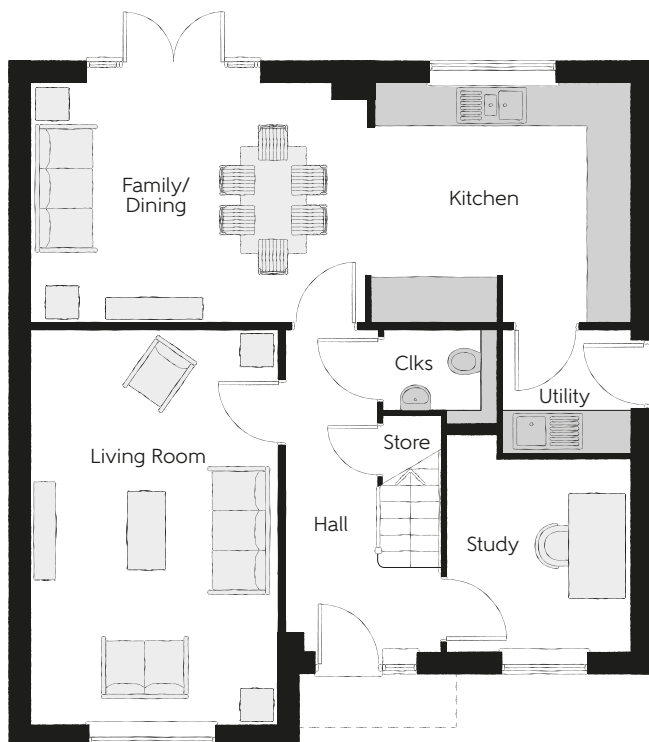 Family/
Dining
Kitchen
Clks
Utility
Store
Living Room
Hall
Study